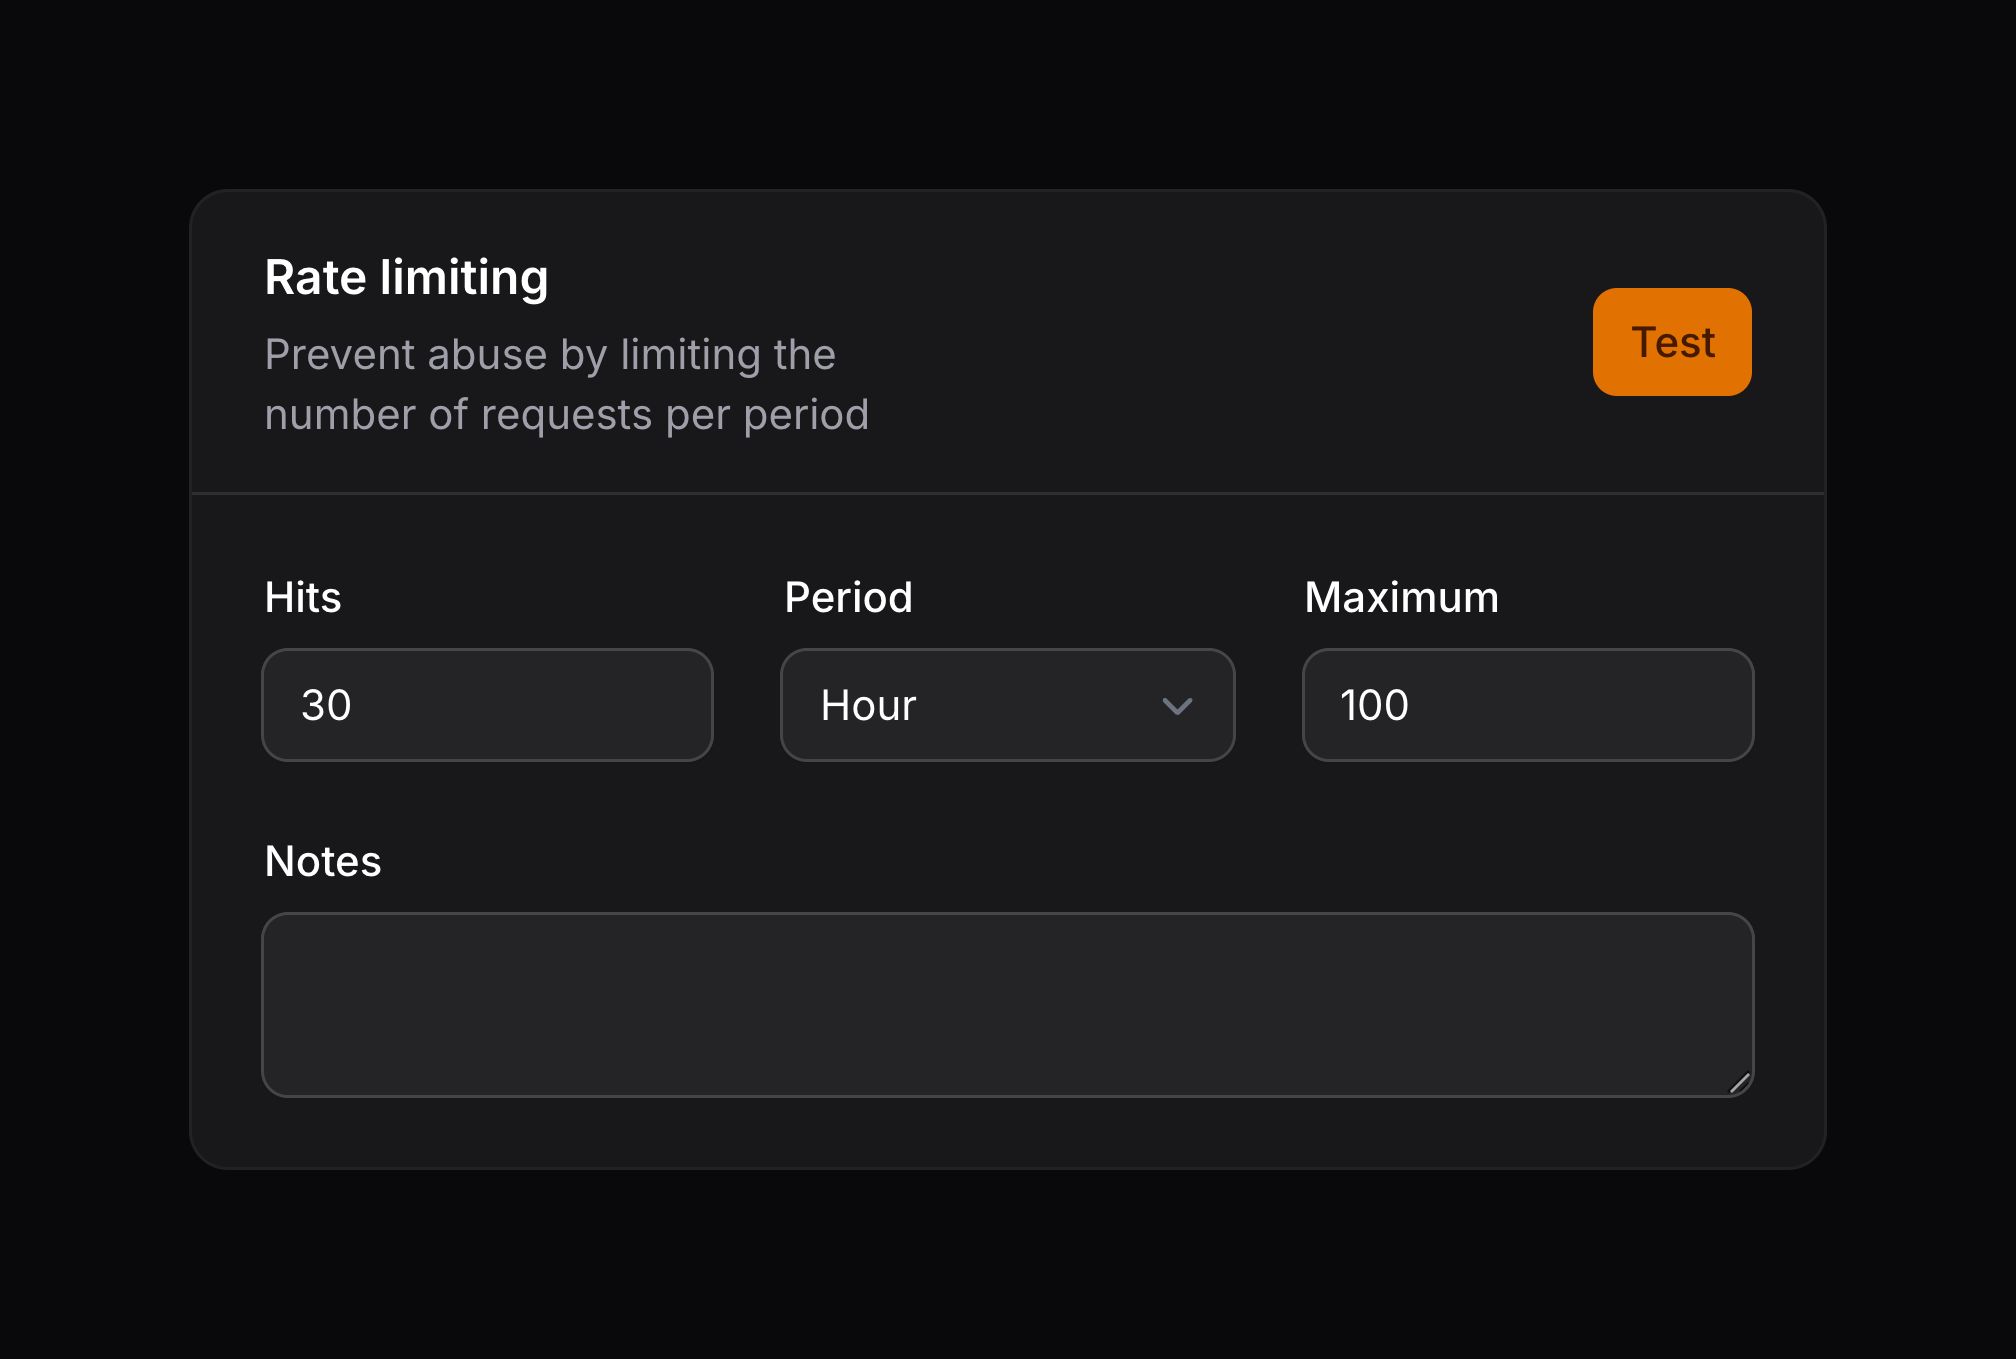 Rate limiting
Prevent abuse by limiting the
number of requests per period
Test
Hits
Period
Maximum
30
Hour
100
Notes